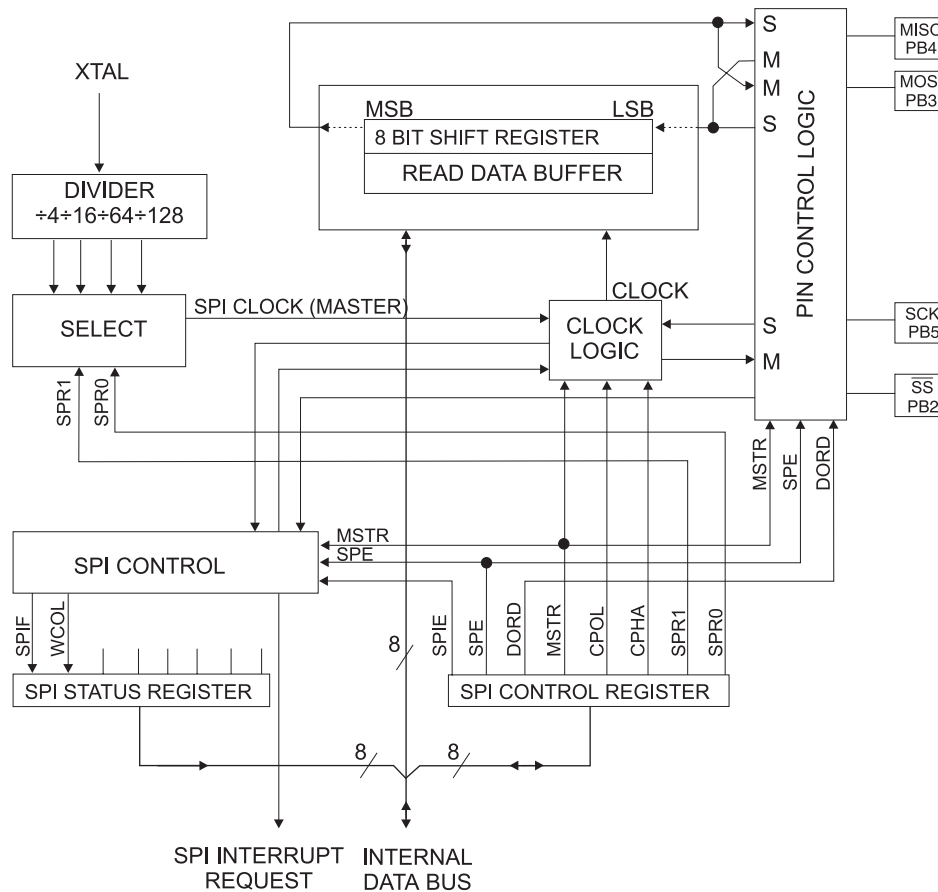 XTAL
DIVIDER
÷4÷16÷64÷128
SELECT
SPI CLOCK (MASTER)
SPR1
SPR0
MSB
LSB
8 BIT SHIFT REGISTER
READ DATA BUFFER
CLOCK
CLOCK
LOGIC
S
M
M
S
S
M
PIN CONTROL LOGIC
MISO
PB4
MOSI
PB3
SCK
PB5
SS
PB2
MSTR
SPE
DORD
SPI CONTROL
MSTR
SPE
SPIF
WCOL
SPI STATUS REGISTER
SPIE
SPE
DORD
MSTR
CPOL
CPHA
SPR1
SPR0
SPI CONTROL REGISTER
8
8
8
SPI INTERRUPT
REQUEST
INTERNAL
DATA BUS